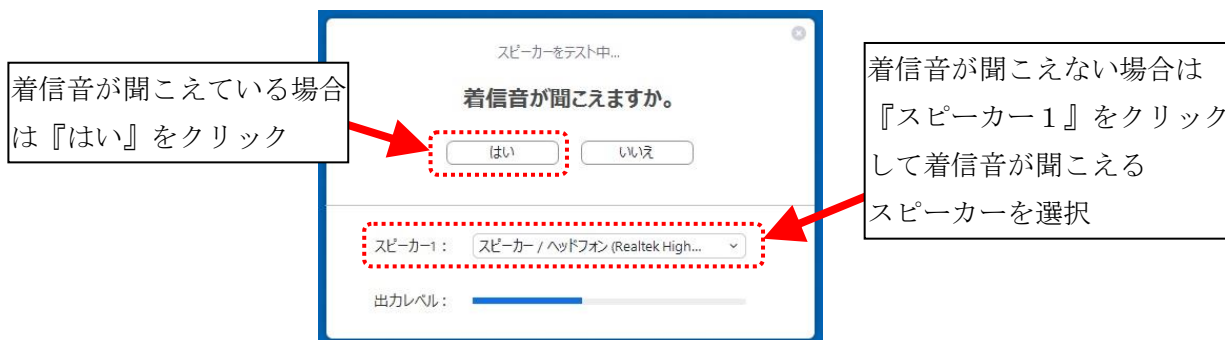 スピーカーをテスト中...
着信音が聞こえている場合
は『はい』をクリック
着信音が聞こえますか。
はい
いいえ
着信音が聞こえない場合は
『スピーカー１』をクリック
して着信音が聞こえる
スピーカーを選択
スピーカー1：
スピーカー / ヘッドフォン (Realtek High...
出力レベル：